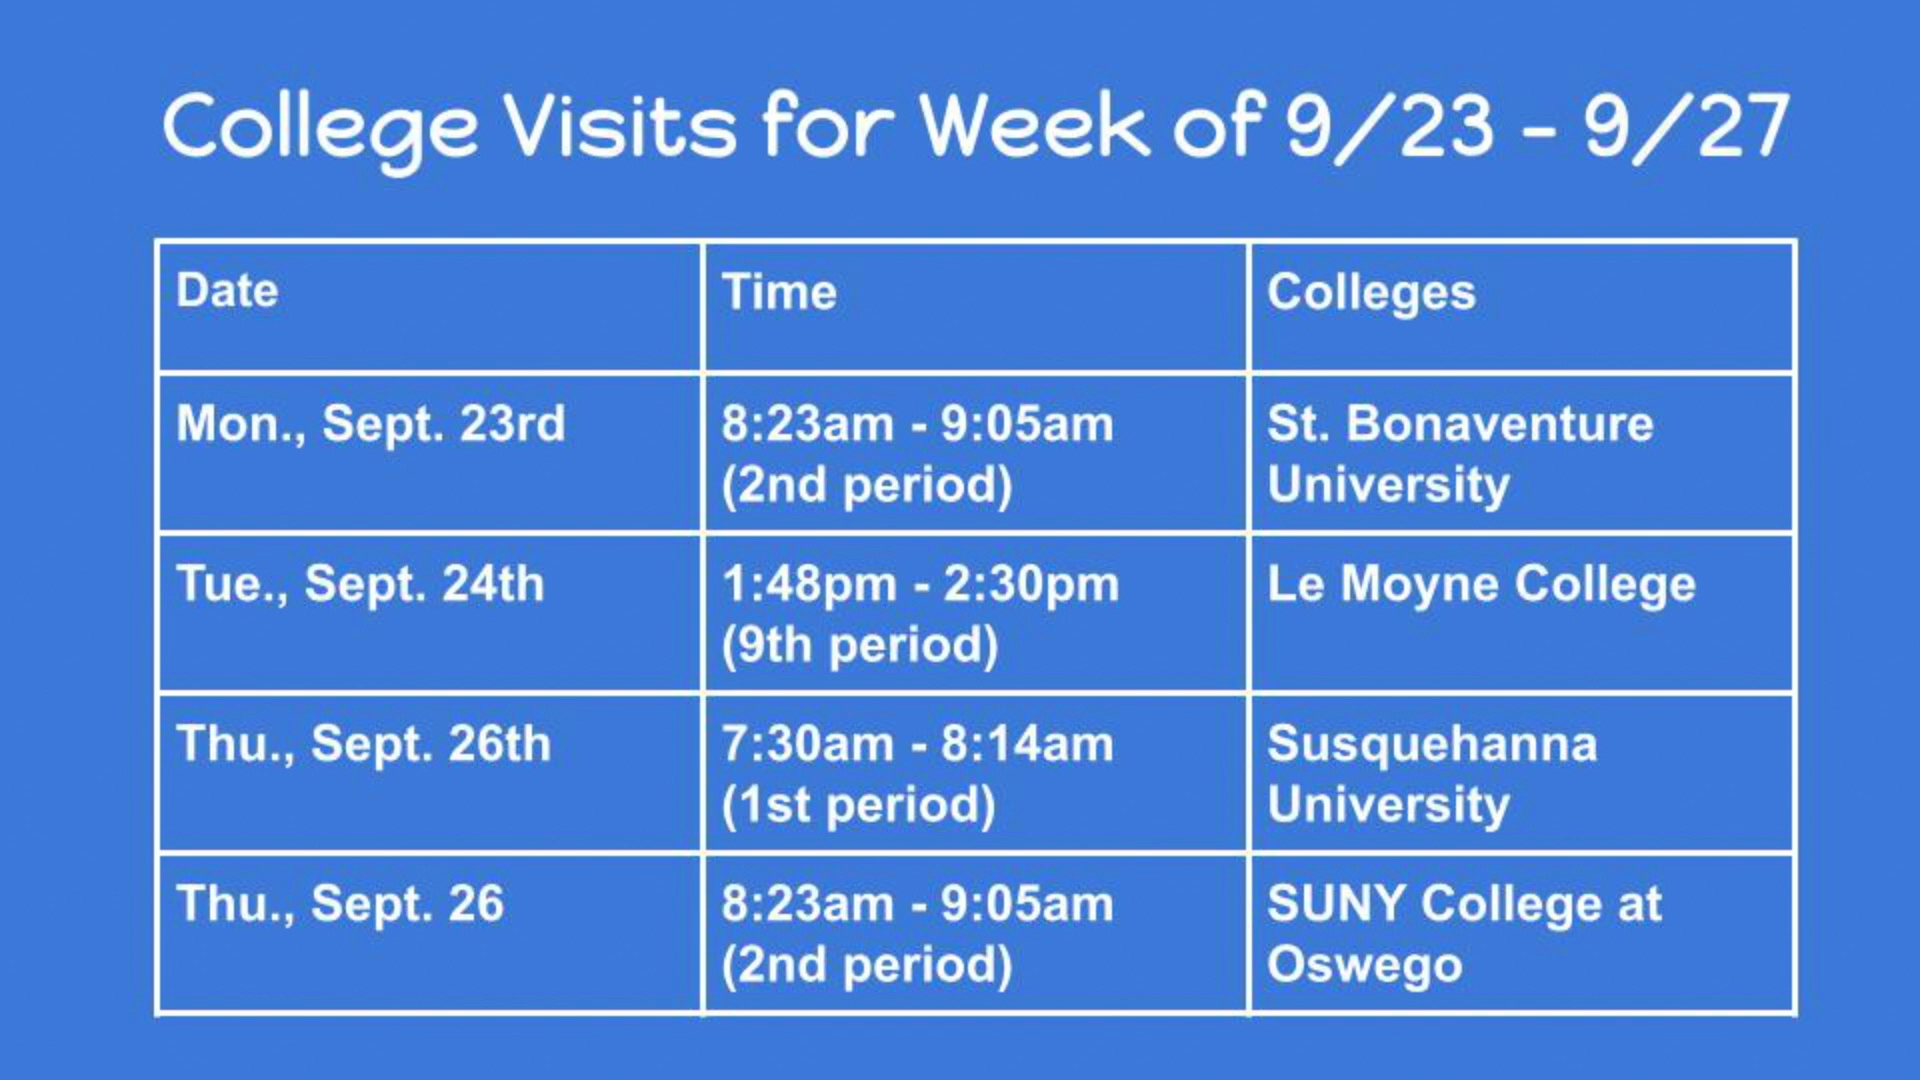 College Visits for Week of 9/23 - 9/27
Date Time Colleges
Mon., Sept. 23rd 8:23am - 9:05am St. Bonaventure
(2nd period) University
Tue., Sept. 24th 1:48pm - 2:30pm Le Moyne College
(9th period)
Thu., Sept. 26th 7:30am - 8:14am Susquehanna
(1st period) University
Thu., Sept. 26 8:23am - 9:05am SUNY College at
(2nd period) Oswego